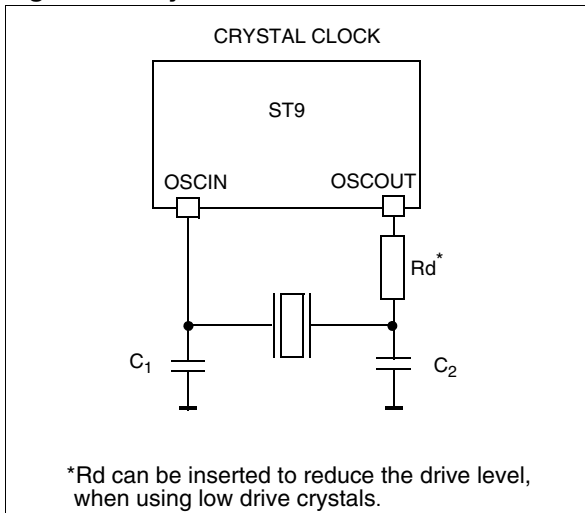 CRYSTAL CLOCK
ST9
OSCIN
OSCOUT
Rd*
C1
C2
*Rd can be inserted to reduce the drive level,
when using low drive crystals.